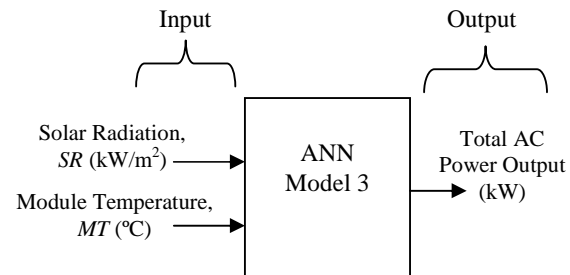 Input
Output
Solar Radiation,
SR (kW/m²)
Module Temperature,
MT (ºC)
ANN
Model 3
Total AC
Power Output
(kW)